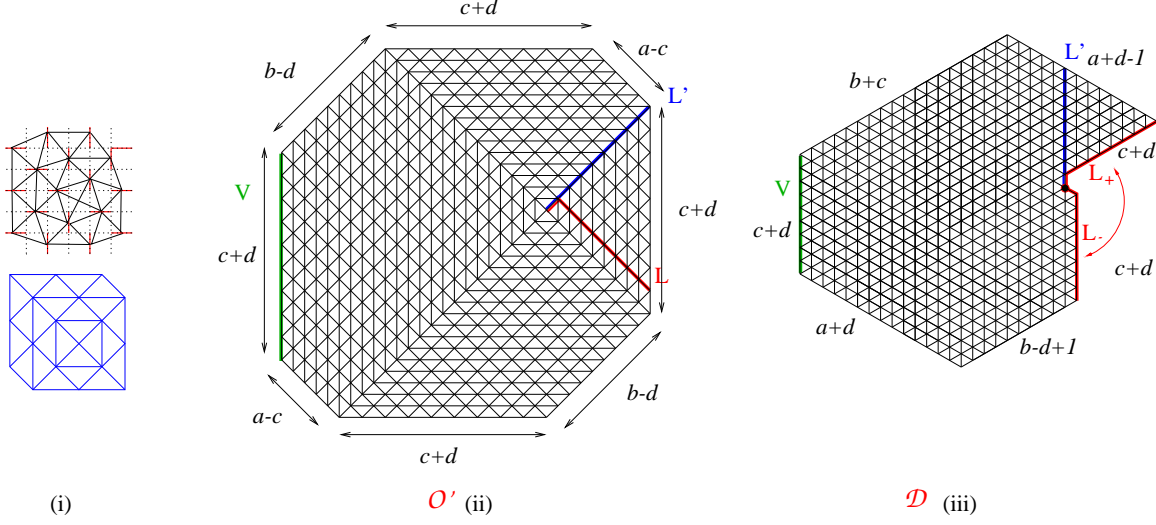 c+d
a-c
b-d
L'
V
c+d
c+d
L
a-c
b-d
c+d
L'
a+d-1
b+c
c+d
L+
V
c+d
L-
c+d
a+d
b-d+1
(i)
O' (ii)
D (iii)